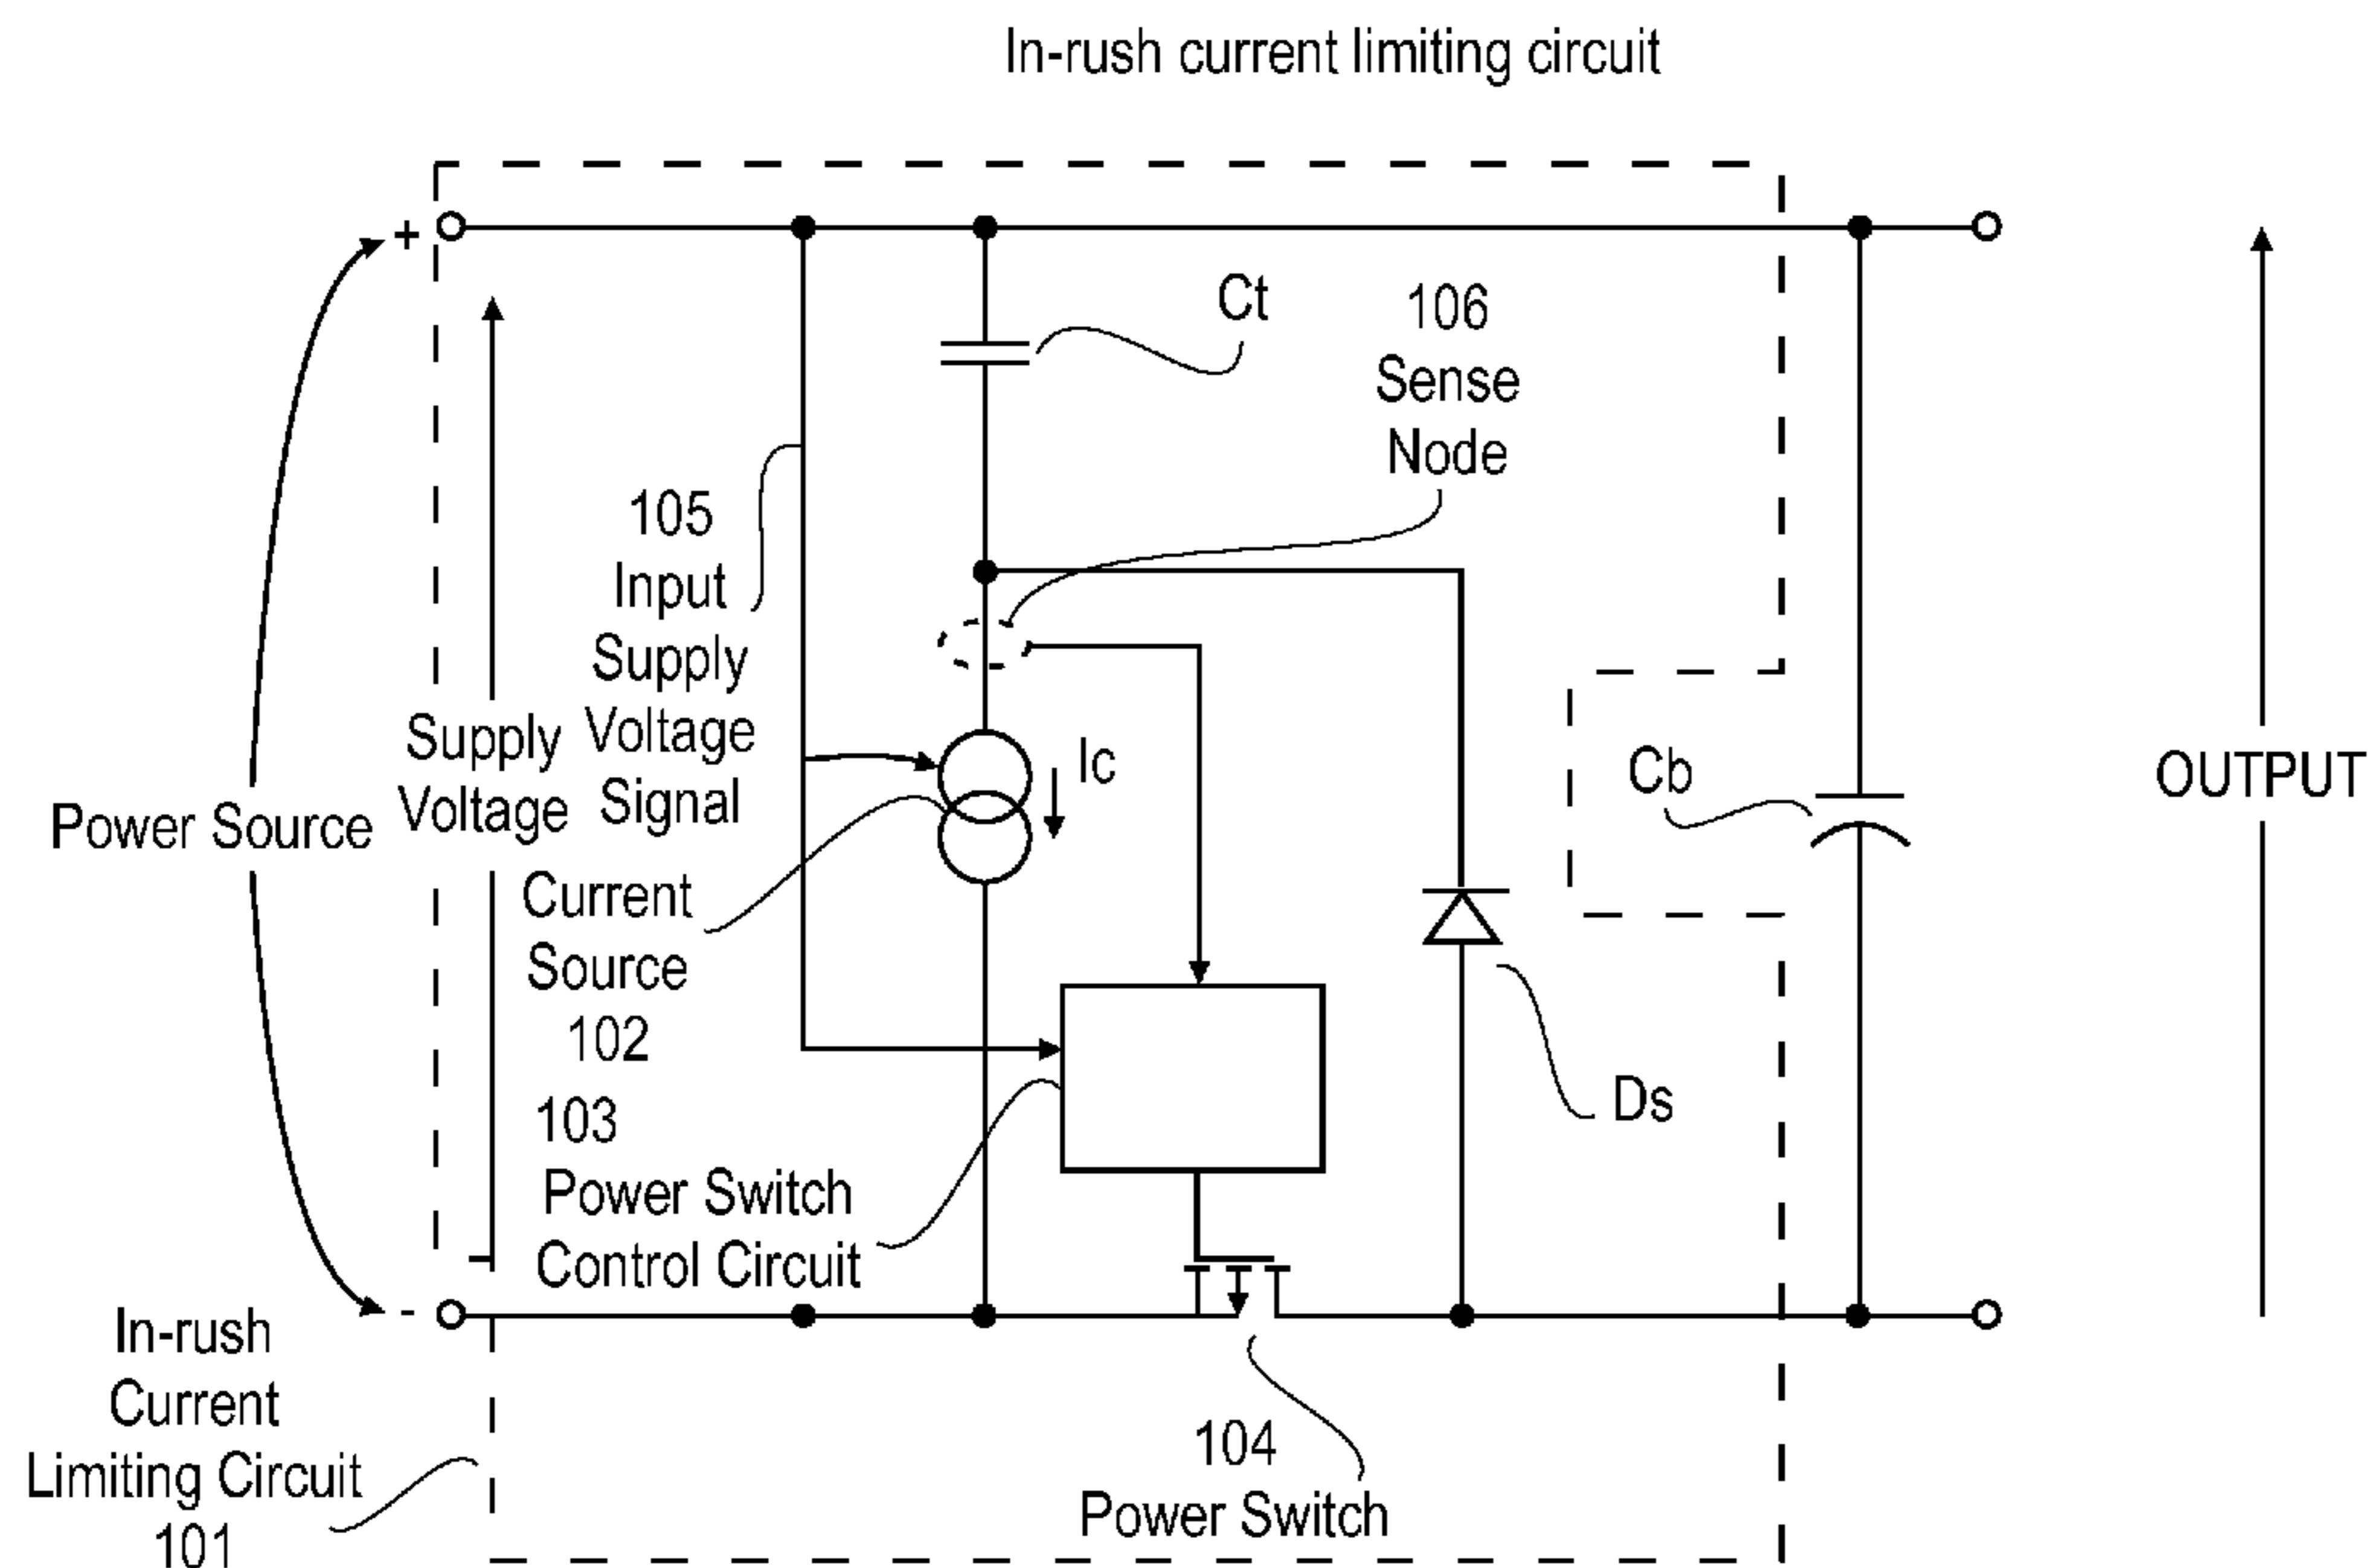 In-rush current limiting circuit
+
Ct
106
Sense
Node
105
Input
Supply
Voltage
Signal
Supply
Voltage
Power Source
Ic
Cb
OUTPUT
Current
Source
102
103
Power Switch
Control Circuit
Ds
-
In-rush
Current
Limiting Circuit
101
104
Power Switch